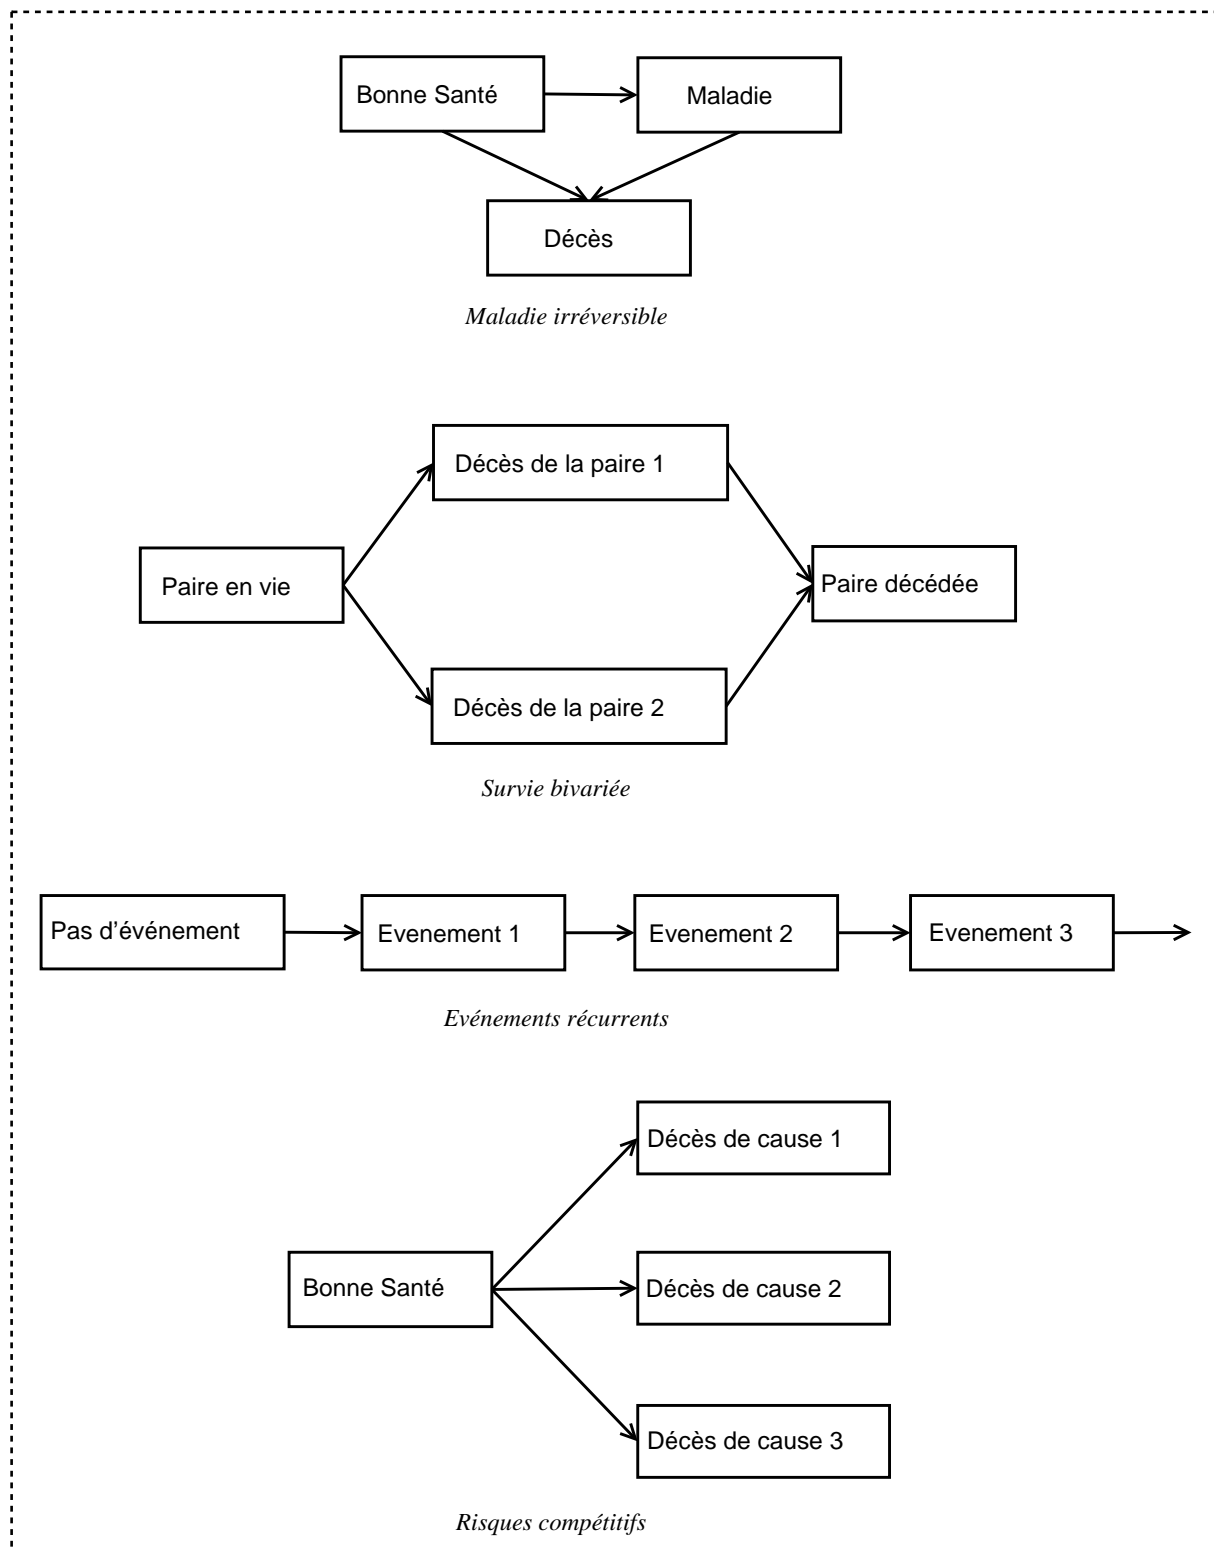 Bonne Santé
Maladie
Décès
Maladie irréversible
Décès de la paire 1
Paire en vie
Paire décédée
Décès de la paire 2
Survie bivariée
Pas d’événement
Evenement 1
Evenement 2
Evenement 3
Evénements récurrents
Décès de cause 1
Bonne Santé
Décès de cause 2
Décès de cause 3
Risques compétitifs